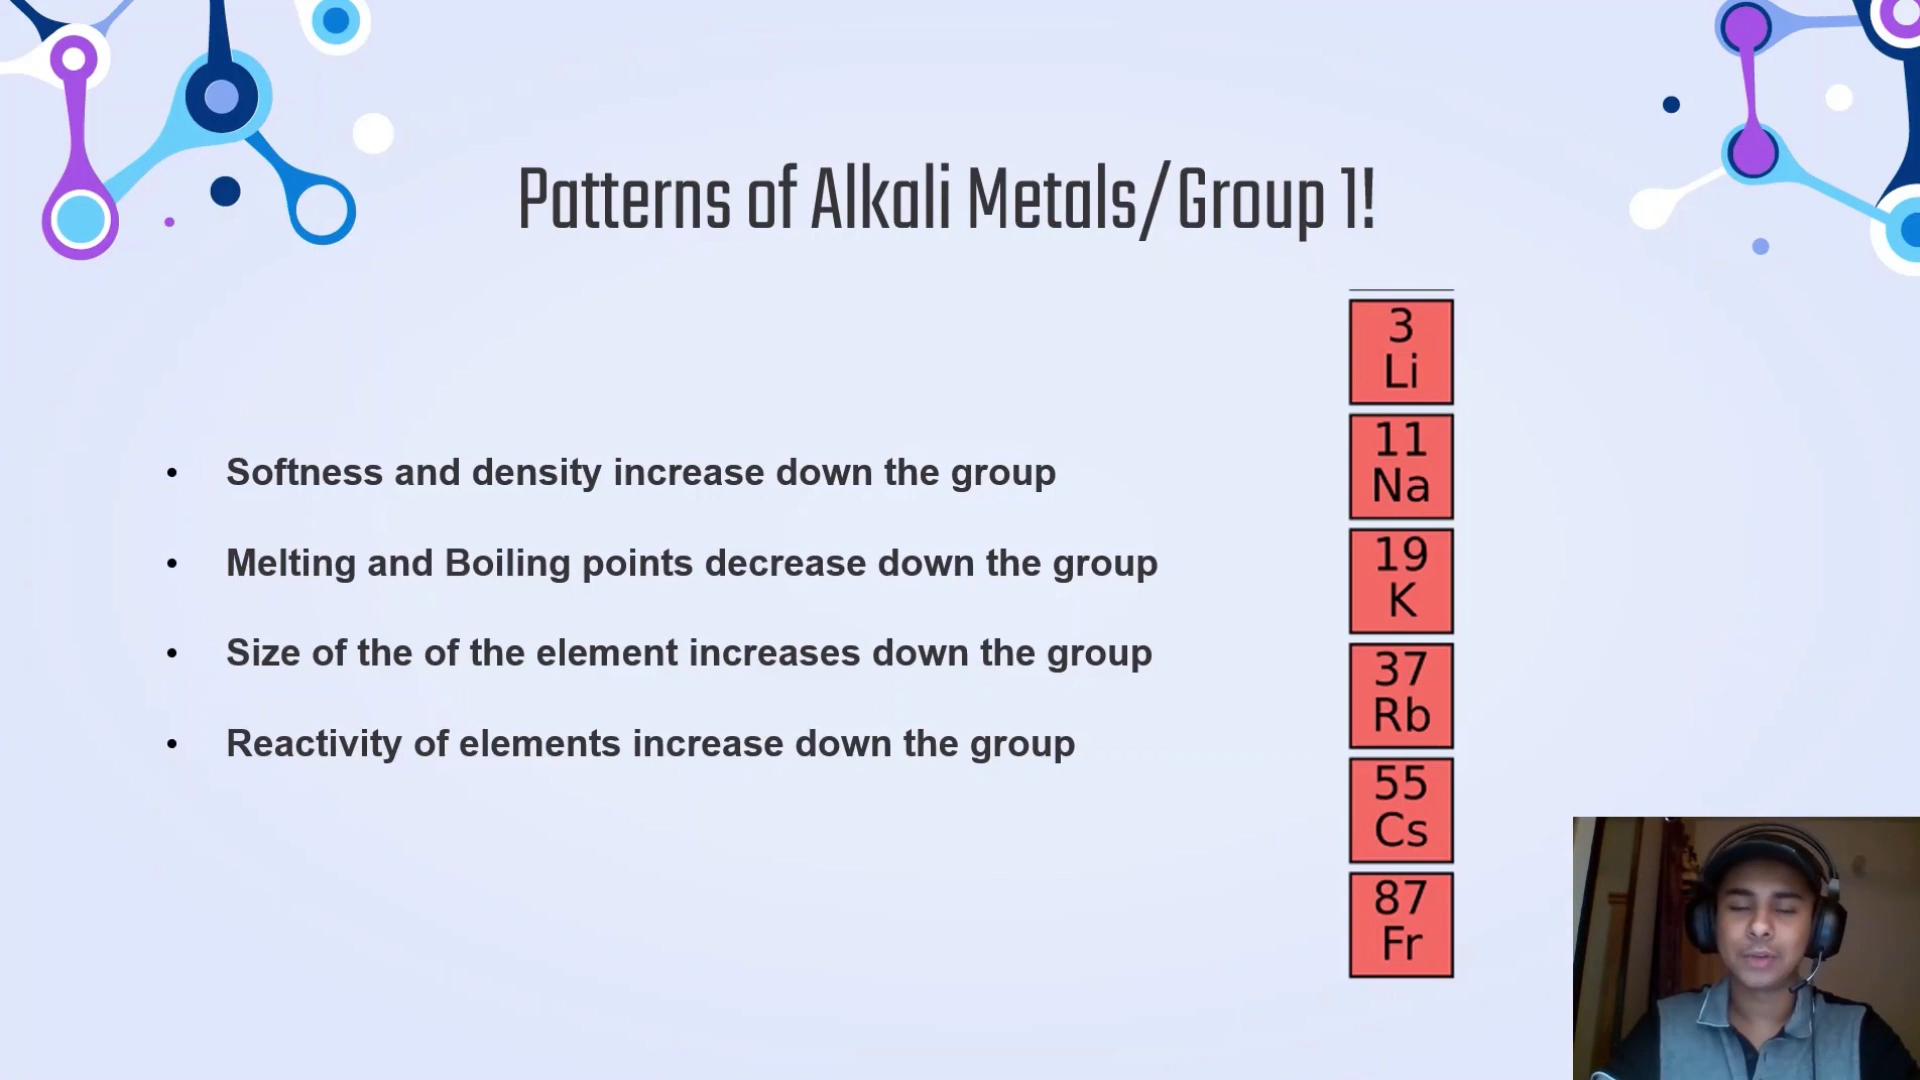 Patterns of Alkali Metals/Group 1!
• Softness and density increase down the group
• Melting and Boiling points decrease down the group
• Size of the of the element increases down the group
• Reactivity of elements increase down the group
3
Li
11
Na
19
K
37
Rb
55
Cs
87
Fr